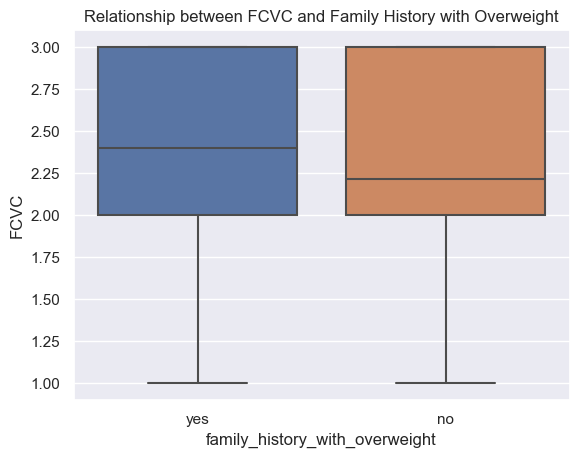 Relationship between FCVC and Family History with Overweight
3.00
2.75
2.50
2.25
2.00
1.75
1.50
1.25
1.00
FCVC
yes
no
family_history_with_overweight